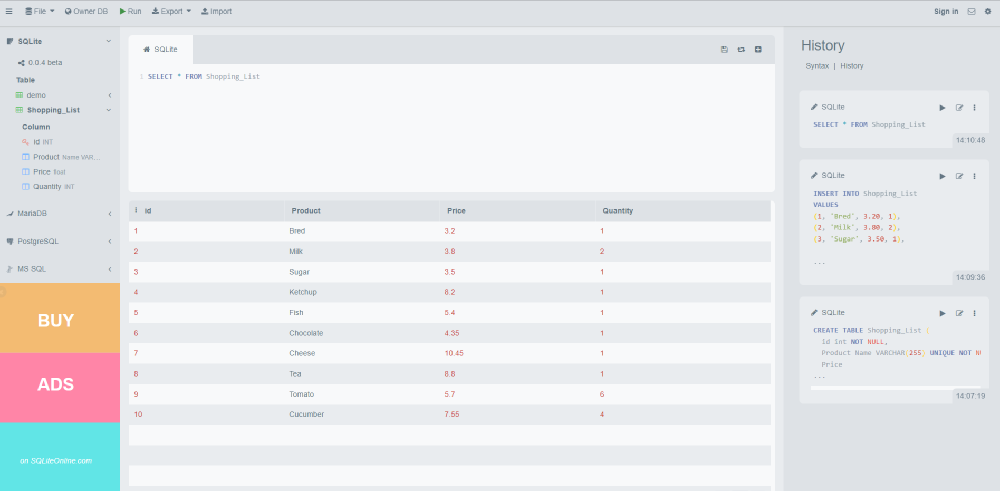 File Owner DB Run Export Import Sign in
SQLite
0.0.4 beta
Table
demo
Shopping_List
Column
id INT
Product Name VAR...
Price float
Quantity INT
MariaDB
PostgreSQL
MS SQL
BUY
ADS
on SQLiteOnline.com
SQLite
1 SELECT * FROM Shopping_List
id Product Price Quantity
1 Bred 3.2 1
2 Milk 3.8 2
3 Sugar 3.5 1
4 Ketchup 8.2 1
5 Fish 5.4 1
6 Chocolate 4.35 1
7 Cheese 10.45 1
8 Tea 8.8 1
9 Tomato 5.7 6
10 Cucumber 7.55 4
History
Syntax | History
SQLite
SELECT * FROM Shopping_List
14:10:48
SQLite
INSERT INTO Shopping_List
VALUES
(1, 'Bred', 3.20, 1),
(2, 'Milk', 3.80, 2),
(3, 'Sugar', 3.50, 1),
...
14:09:36
SQLite
CREATE TABLE Shopping_List (
id int NOT NULL,
Product Name VARCHAR(255) UNIQUE NOT
Price
...
14:07:19